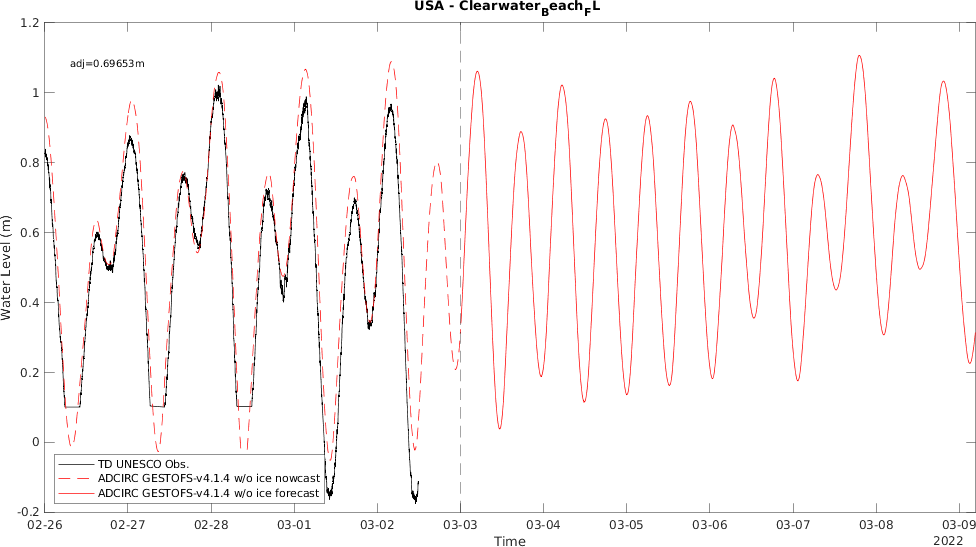 USA - Clearwater_Beach_FL
1.2
adj=0.69653m
1
0.8
0.6
0.4
0.2
0
-0.2
Water Level (m)
TD UNESCO Obs.
ADCIRC GESTOFS-v4.1.4 w/o ice nowcast
ADCIRC GESTOFS-v4.1.4 w/o ice forecast
02-26 02-27 02-28 03-01 03-02 03-03 03-04 03-05 03-06 03-07 03-08 03-09
Time
2022